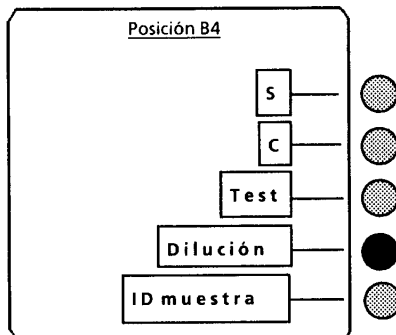 Posición B4
S
C
Test
Dilución
ID muestra